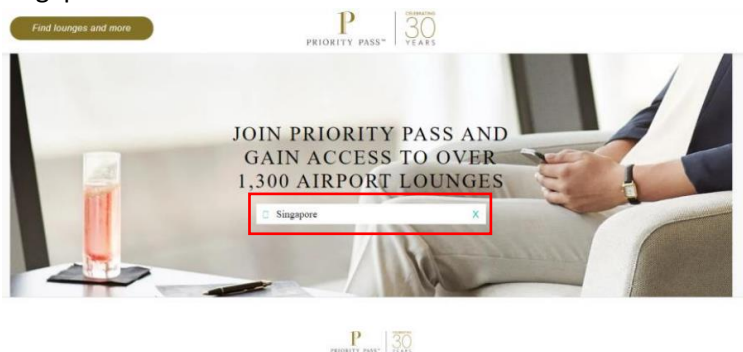 Find lounges and more
P
PRIORITY PASS™
CELEBRATING
30
YEARS
JOIN PRIORITY PASS AND
GAIN ACCESS TO OVER
1,300 AIRPORT LOUNGES
Singapore X
P
PRIORITY PASS™
30
YEARS